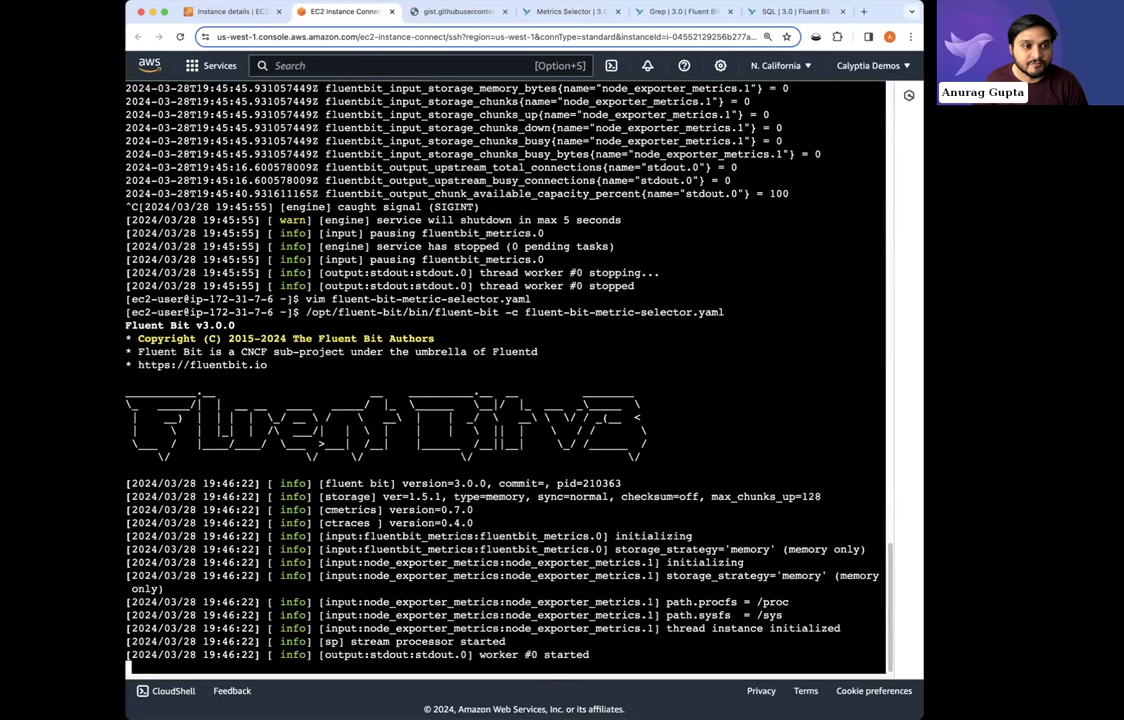 Instance details | EC2
EC2 Instance Connec
gist.githubusercontent
Metrics Selector | 3.0
Grep | 3.0 | Fluent B
SQL | 3.0 | Fluent Bit
us-west-1.console.aws.amazon.com/ec2-instance-connect/ssh?region=us-west-1&connType=standard&instanceId=i-04552129256b277a...
A
aws
Services
Search
[Option+S]
N. California
Calyptia Demos
Anurag Gupta
2024-03-28T19:45:45.931057449Z fluentbit_input_storage_memory_bytes{name="node_exporter_metrics.1"} = 0
2024-03-28T19:45:45.931057449Z fluentbit_input_storage_chunks{name="node_exporter_metrics.1"} = 0
2024-03-28T19:45:45.931057449Z fluentbit_input_storage_chunks_up{name="node_exporter_metrics.1"} = 0
2024-03-28T19:45:45.931057449Z fluentbit_input_storage_chunks_down{name="node_exporter_metrics.1"} = 0
2024-03-28T19:45:45.931057449Z fluentbit_input_storage_chunks_busy{name="node_exporter_metrics.1"} = 0
2024-03-28T19:45:45.931057449Z fluentbit_input_storage_chunks_busy_bytes{name="node_exporter_metrics.1"} = 0
2024-03-28T19:45:16.600578009Z fluentbit_output_upstream_total_connections{name="stdout.0"} = 0
2024-03-28T19:45:16.600578009Z fluentbit_output_upstream_busy_connections{name="stdout.0"} = 0
2024-03-28T19:45:40.931611165Z fluentbit_output_chunk_available_capacity_percent{name="stdout.0"} = 100
^C[2024/03/28 19:45:55] [engine] caught signal (SIGINT)
[2024/03/28 19:45:55] [ warn] [engine] service will shutdown in max 5 seconds
[2024/03/28 19:45:55] [ info] [input] pausing fluentbit_metrics.0
[2024/03/28 19:45:55] [ info] [engine] service has stopped (0 pending tasks)
[2024/03/28 19:45:55] [ info] [input] pausing fluentbit_metrics.0
[2024/03/28 19:45:55] [ info] [output:stdout:stdout.0] thread worker #0 stopping...
[2024/03/28 19:45:55] [ info] [output:stdout:stdout.0] thread worker #0 stopped
[ec2-user@ip-172-31-7-6 ~]$ vim fluent-bit-metric-selector.yaml
[ec2-user@ip-172-31-7-6 ~]$ /opt/fluent-bit/bin/fluent-bit -c fluent-bit-metric-selector.yaml
Fluent Bit v3.0.0
* Copyright (C) 2015-2024 The Fluent Bit Authors
* Fluent Bit is a CNCF sub-project under the umbrella of Fluentd
* https://fluentbit.io
Fluent Bit v3
[2024/03/28 19:46:22] [ info] [fluent bit] version=3.0.0, commit=, pid=210363
[2024/03/28 19:46:22] [ info] [storage] ver=1.5.1, type=memory, sync=normal, checksum=off, max_chunks_up=128
[2024/03/28 19:46:22] [ info] [cmetrics] version=0.7.0
[2024/03/28 19:46:22] [ info] [ctraces ] version=0.4.0
[2024/03/28 19:46:22] [ info] [input:fluentbit_metrics:fluentbit_metrics.0] initializing
[2024/03/28 19:46:22] [ info] [input:fluentbit_metrics:fluentbit_metrics.0] storage_strategy='memory' (memory only)
[2024/03/28 19:46:22] [ info] [input:node_exporter_metrics:node_exporter_metrics.1] initializing
[2024/03/28 19:46:22] [ info] [input:node_exporter_metrics:node_exporter_metrics.1] storage_strategy='memory' (memory
only)
[2024/03/28 19:46:22] [ info] [input:node_exporter_metrics:node_exporter_metrics.1] path.procfs = /proc
[2024/03/28 19:46:22] [ info] [input:node_exporter_metrics:node_exporter_metrics.1] path.sysfs  = /sys
[2024/03/28 19:46:22] [ info] [input:node_exporter_metrics:node_exporter_metrics.1] thread instance initialized
[2024/03/28 19:46:22] [ info] [sp] stream processor started
[2024/03/28 19:46:22] [ info] [output:stdout:stdout.0] worker #0 started
CloudShell
Feedback
Privacy
Terms
Cookie preferences
© 2024, Amazon Web Services, Inc. or its affiliates.